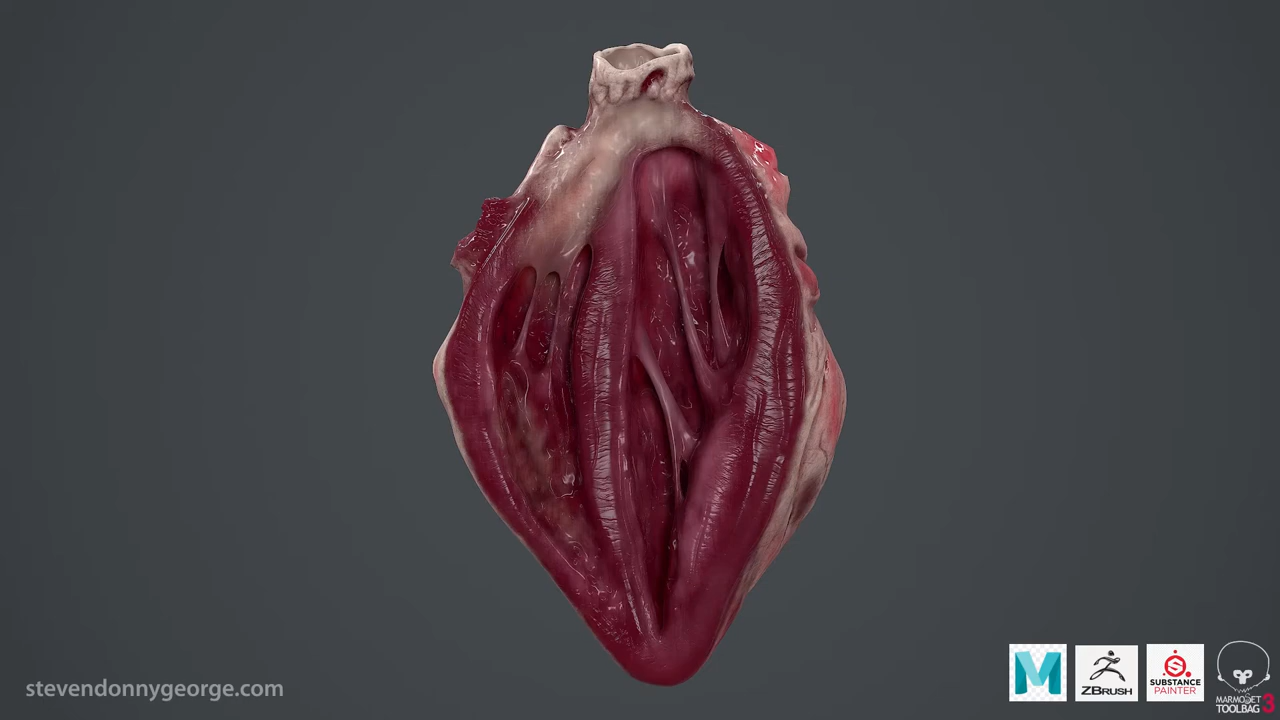 stevendonnygeorge.com
M
ZBRUSH
SUBSTANCE
PAINTER
MARMOSET
TOOLBAG 3